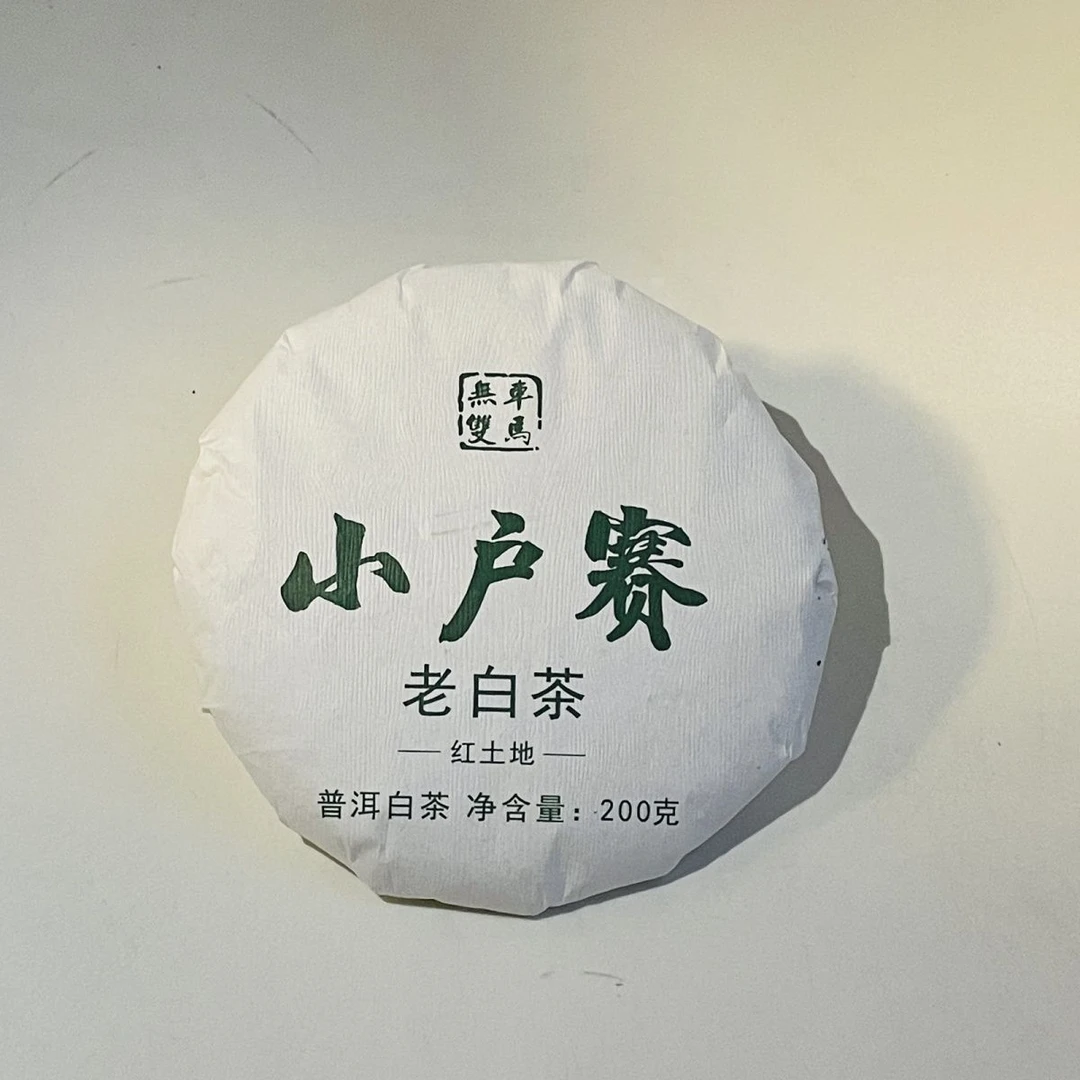 車馬
無雙
小户赛
老白茶
红土地
普洱白茶 净含量：200克